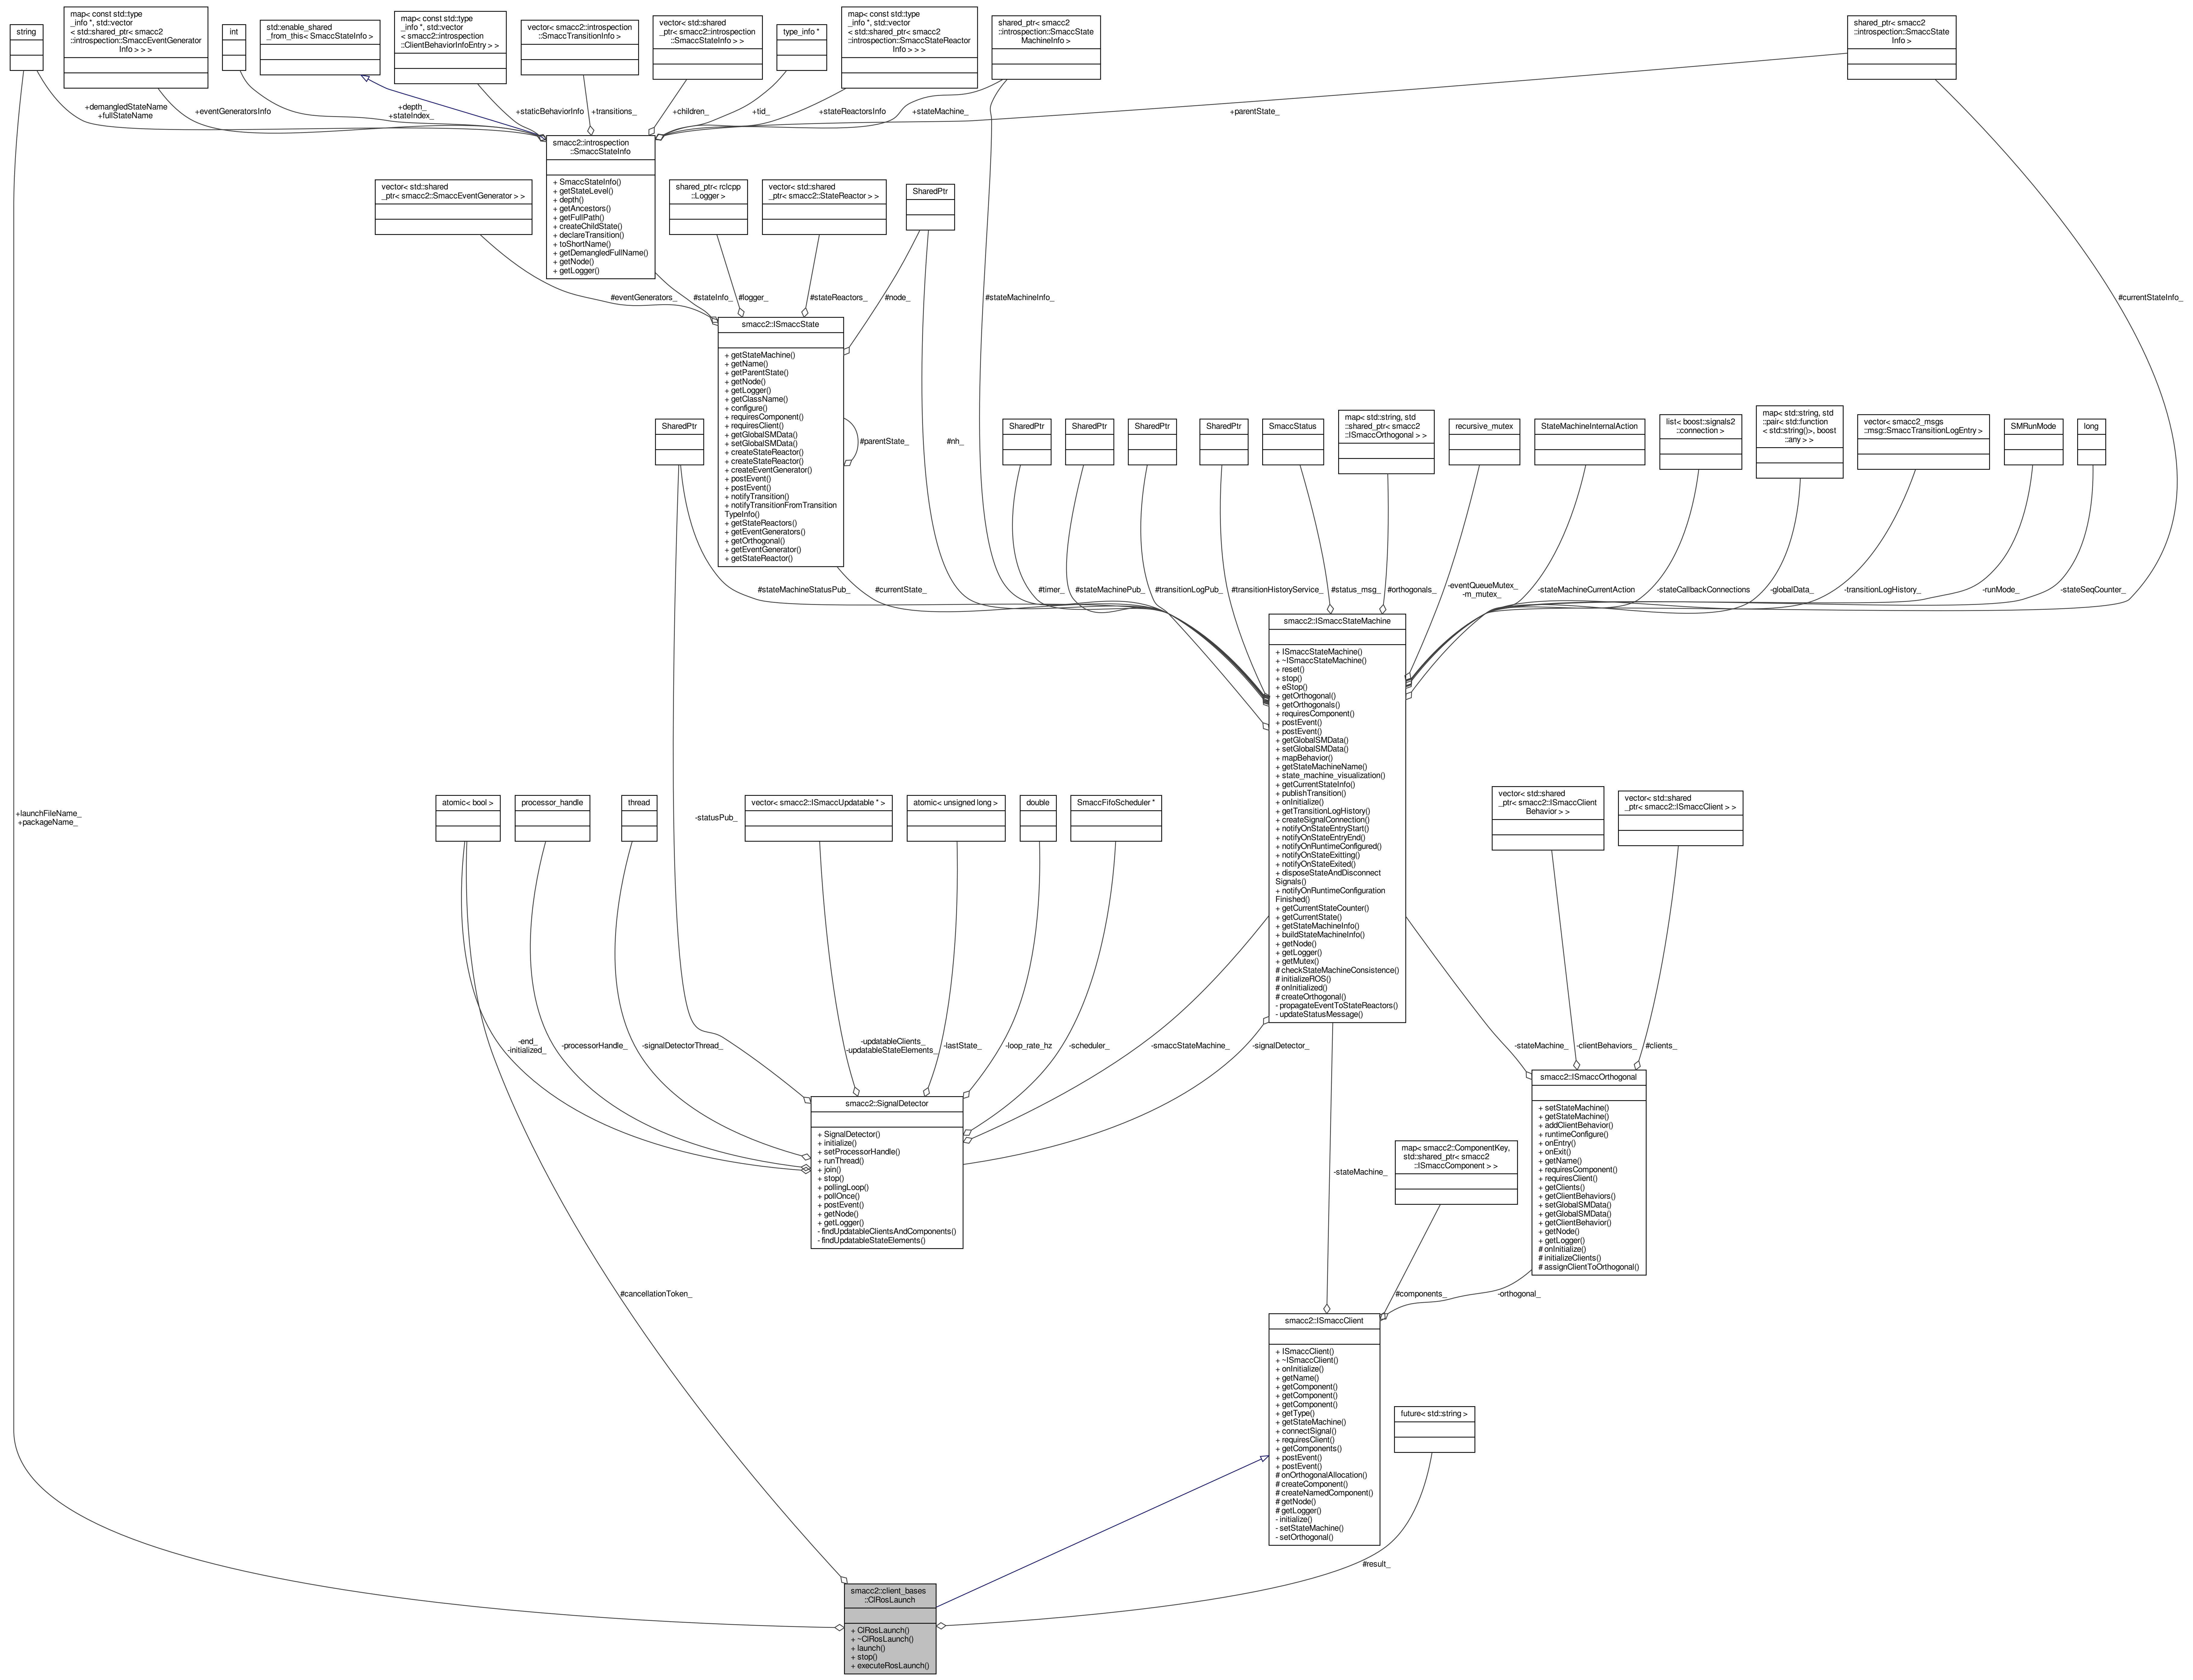 string
map< const std::type
_info *, std::vector
< std::shared_ptr< smacc2
::introspection::SmaccEventGenerator
Info > > >
int
std::enable_shared
_from_this< SmaccStateInfo >
map< const std::type
_info *, std::vector
< smacc2::introspection
::ClientBehaviorInfoEntry > >
vector< smacc2::introspection
::SmaccTransitionInfo >
vector< std::shared
_ptr< smacc2::introspection
::SmaccStateInfo > >
type_info *
map< const std::type
_info *, std::vector
< std::shared_ptr< smacc2
::introspection::SmaccStateReactor
Info > > >
shared_ptr< smacc2
::introspection::SmaccState
MachineInfo >
shared_ptr< smacc2
::introspection::SmaccState
Info >
+demangledStateName
+fullStateName
+eventGeneratorsInfo
+depth_
+stateIndex_
+staticBehaviorInfo
+transitions_
+children_
+tid_
+stateReactorsInfo
+stateMachine_
+parentState_
smacc2::introspection
::SmaccStateInfo
+ SmaccStateInfo()
+ getStateLevel()
+ depth()
+ getAncestors()
+ getFullPath()
+ createChildState()
+ declareTransition()
+ toShortName()
+ getDemangledFullName()
+ getNode()
+ getLogger()
vector< std::shared
_ptr< smacc2::SmaccEventGenerator > >
shared_ptr< rclcpp
::Logger >
vector< std::shared
_ptr< smacc2::StateReactor > >
SharedPtr
#eventGenerators_
#stateInfo_
#logger_
#stateReactors_
#node_
#stateMachineInfo_
#currentStateInfo_
smacc2::ISmaccState
+ getStateMachine()
+ getName()
+ getParentState()
+ getNode()
+ getLogger()
+ getClassName()
+ configure()
+ requiresComponent()
+ requiresClient()
+ getGlobalSMData()
+ setGlobalSMData()
+ createStateReactor()
+ createStateReactor()
+ createEventGenerator()
+ postEvent()
+ postEvent()
+ notifyTransition()
+ notifyTransitionFromTransition
TypeInfo()
+ getStateReactors()
+ getEventGenerators()
+ getOrthogonal()
+ getEventGenerator()
+ getStateReactor()
#parentState_
#nh_
SharedPtr
SharedPtr
SharedPtr
SharedPtr
SharedPtr
SmaccStatus
map< std::string, std
::shared_ptr< smacc2
::ISmaccOrthogonal > >
recursive_mutex
StateMachineInternalAction
list< boost::signals2
::connection >
map< std::string, std
::pair< std::function
< std::string()>, boost
::any > >
vector< smacc2_msgs
::msg::SmaccTransitionLogEntry >
SMRunMode
long
#stateMachineStatusPub_
#currentState_
#timer_
#stateMachinePub_
#transitionLogPub_
#transitionHistoryService_
#status_msg_
#orthogonals_
-eventQueueMutex_
-m_mutex_
-stateMachineCurrentAction
-stateCallbackConnections
-globalData_
-transitionLogHistory_
-runMode_
-stateSeqCounter_
smacc2::ISmaccStateMachine
+ ISmaccStateMachine()
+ ~ISmaccStateMachine()
+ reset()
+ stop()
+ eStop()
+ getOrthogonal()
+ getOrthogonals()
+ requiresComponent()
+ postEvent()
+ postEvent()
+ getGlobalSMData()
+ setGlobalSMData()
+ mapBehavior()
+ getStateMachineName()
+ state_machine_visualization()
+ getCurrentStateInfo()
+ publishTransition()
+ onInitialize()
+ getTransitionLogHistory()
+ createSignalConnection()
+ notifyOnStateEntryStart()
+ notifyOnStateEntryEnd()
+ notifyOnRuntimeConfigured()
+ notifyOnStateExitting()
+ notifyOnStateExited()
+ disposeStateAndDisconnect
Signals()
+ notifyOnRuntimeConfiguration
Finished()
+ getCurrentStateCounter()
+ getCurrentState()
+ getStateMachineInfo()
+ buildStateMachineInfo()
+ getNode()
+ getLogger()
+ getMutex()
# checkStateMachineConsistence()
# initializeROS()
# onInitialized()
# createOrthogonal()
- propagateEventToStateReactors()
- updateStatusMessage()
+launchFileName_
+packageName_
-statusPub_
atomic< bool >
processor_handle
thread
vector< smacc2::ISmaccUpdatable * >
atomic< unsigned long >
double
SmaccFifoScheduler *
vector< std::shared
_ptr< smacc2::ISmaccClient
Behavior > >
vector< std::shared
_ptr< smacc2::ISmaccClient > >
-end_
-initialized_
-processorHandle_
-signalDetectorThread_
-updatableClients_
-updatableStateElements_
-lastState_
-loop_rate_hz
-scheduler_
-smaccStateMachine_
-signalDetector_
-stateMachine_
-clientBehaviors_
#clients_
smacc2::SignalDetector
+ SignalDetector()
+ initialize()
+ setProcessorHandle()
+ runThread()
+ join()
+ stop()
+ pollingLoop()
+ pollOnce()
+ postEvent()
+ getNode()
+ getLogger()
- findUpdatableClientsAndComponents()
- findUpdatableStateElements()
smacc2::ISmaccOrthogonal
+ setStateMachine()
+ getStateMachine()
+ addClientBehavior()
+ runtimeConfigure()
+ onEntry()
+ onExit()
+ getName()
+ requiresComponent()
+ requiresClient()
+ getClients()
+ getClientBehaviors()
+ setGlobalSMData()
+ getGlobalSMData()
+ getClientBehavior()
+ getNode()
+ getLogger()
# onInitialize()
# initializeClients()
# assignClientToOrthogonal()
map< smacc2::ComponentKey,
std::shared_ptr< smacc2
::ISmaccComponent > >
-stateMachine_
#cancellationToken_
#components_
-orthogonal_
smacc2::ISmaccClient
+ ISmaccClient()
+ ~ISmaccClient()
+ onInitialize()
+ getName()
+ getComponent()
+ getComponent()
+ getComponent()
+ getType()
+ getStateMachine()
+ connectSignal()
+ requiresClient()
+ getComponents()
+ postEvent()
+ postEvent()
# onOrthogonalAllocation()
# createComponent()
# createNamedComponent()
# getNode()
# getLogger()
- initialize()
- setStateMachine()
- setOrthogonal()
future< std::string >
#result_
smacc2::client_bases
::ClRosLaunch
+ ClRosLaunch()
+ ~ClRosLaunch()
+ launch()
+ stop()
+ executeRosLaunch()